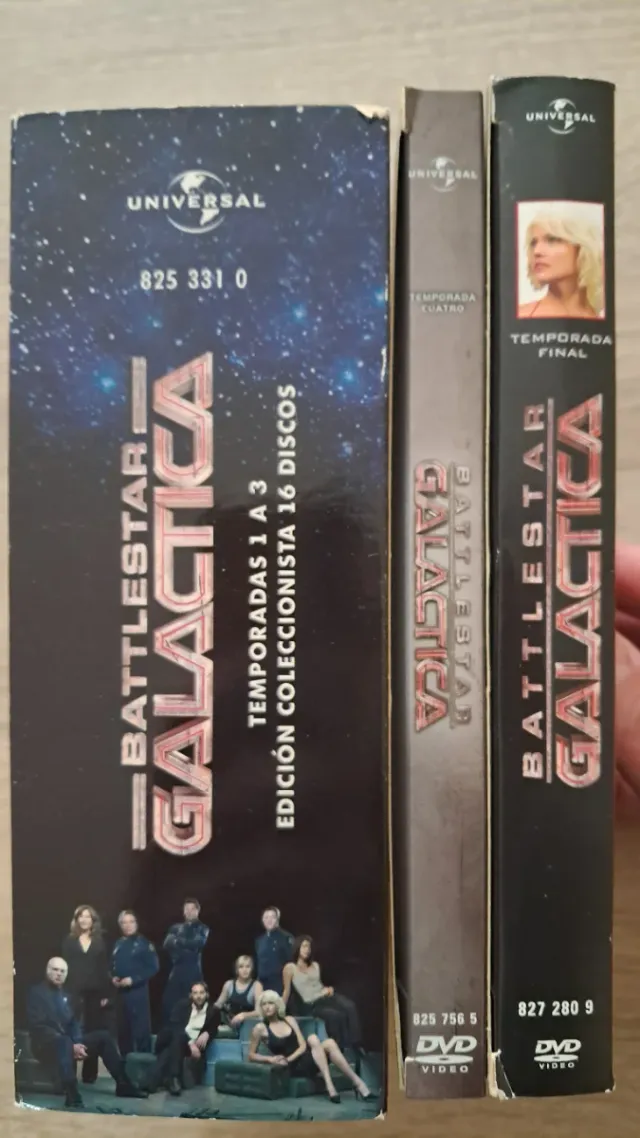 UNIVERSAL
825 331 0
BATTLESTAR
GALACTICA
TEMPORADAS 1 A 3
EDICIÓN COLECCIONISTA 16 DISCOS
UNIVERSAL
TEMPORADA
CUATRO
BATTLESTAR
GALACTICA
825 756 5
DVD
VIDEO
UNIVERSAL
TEMPORADA
FINAL
BATTLESTAR
GALACTICA
827 280 9
DVD
VIDEO